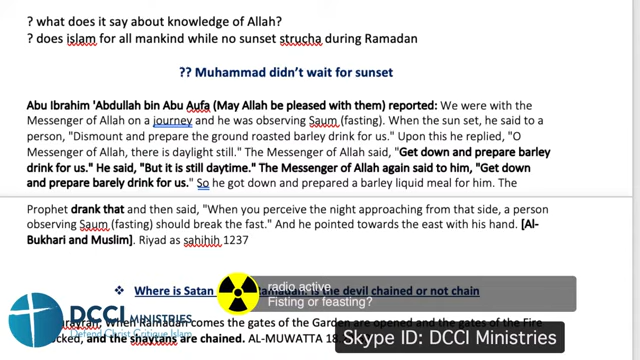 ? what does it say about knowledge of Allah?
? does islam for all mankind while no sunset strucha during Ramadan
?? Muhammad didn't wait for sunset
Abu Ibrahim 'Abdullah bin Abu Aufa (May Allah be pleased with them) reported: We were with the
Messenger of Allah on a journey and he was observing Saum (fasting). When the sun set, he said to a
person, "Dismount and prepare the ground roasted barley drink for us." Upon this he replied, "O
Messenger of Allah, there is daylight still." The Messenger of Allah said, "Get down and prepare barley
drink for us." He said, "But it is still daytime." The Messenger of Allah again said to him, "Get down
and prepare barely drink for us." So he got down and prepared a barley liquid meal for him. The
Prophet drank that and then said, "When you perceive the night approaching from that side, a person
observing Saum (fasting) should break the fast." And he pointed towards the east with his hand. [Al-
Bukhari and Muslim]. Riyad as sahihih 1237
Where is Satan Ramadan: is the devil chained or not chain
radio active
Fisting or feasting?
DCCI MINISTRIES
Defend Christ Critique Islam
rayrah, When Ramadan comes the gates of the Garden are opened and the gates of the Fire
cked, and the shaytans are chained. AL-MUWATTA 18.
Skype ID: DCCI Ministries